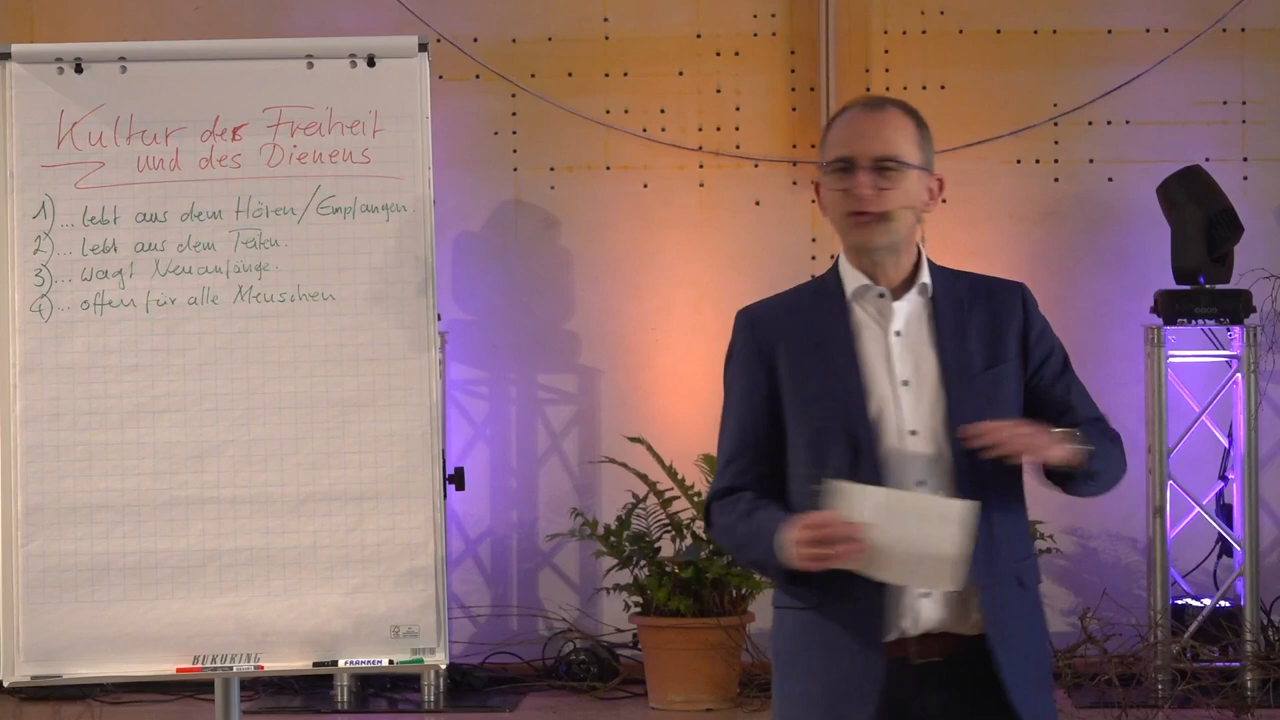 Kultur der Freiheit
und des Dienens
1) ... lebt aus dem Hören/Empfangen.
2) ... lebt aus dem Teilen.
3) ... wagt Neuanfänge.
4) ... offen für alle Menschen
BUKORING
FRANKEN